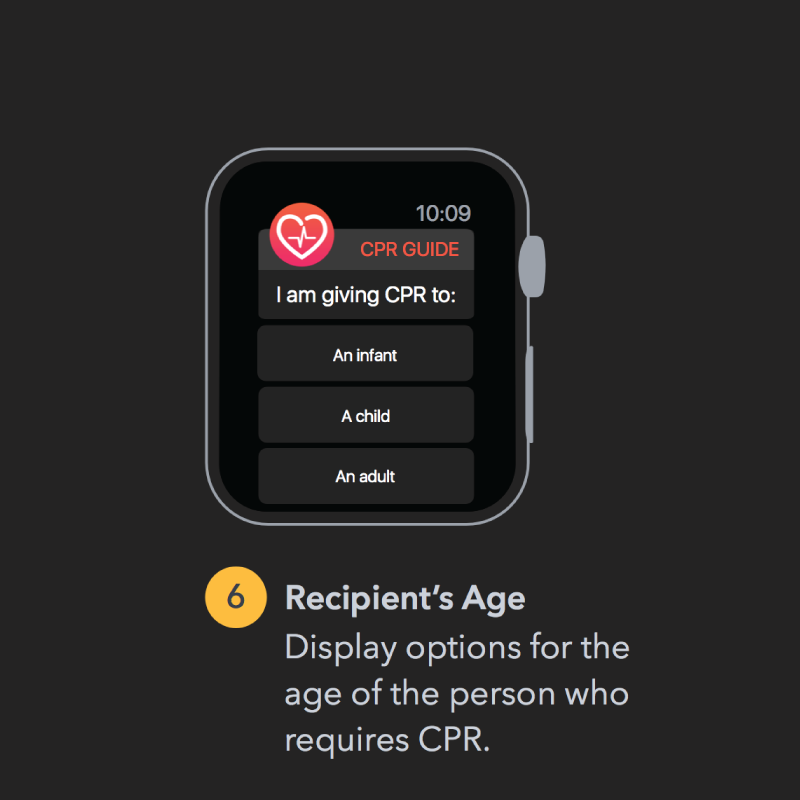 10:09
CPR GUIDE
I am giving CPR to:
An infant
A child
An adult
6
Recipient’s Age
Display options for the
age of the person who
requires CPR.